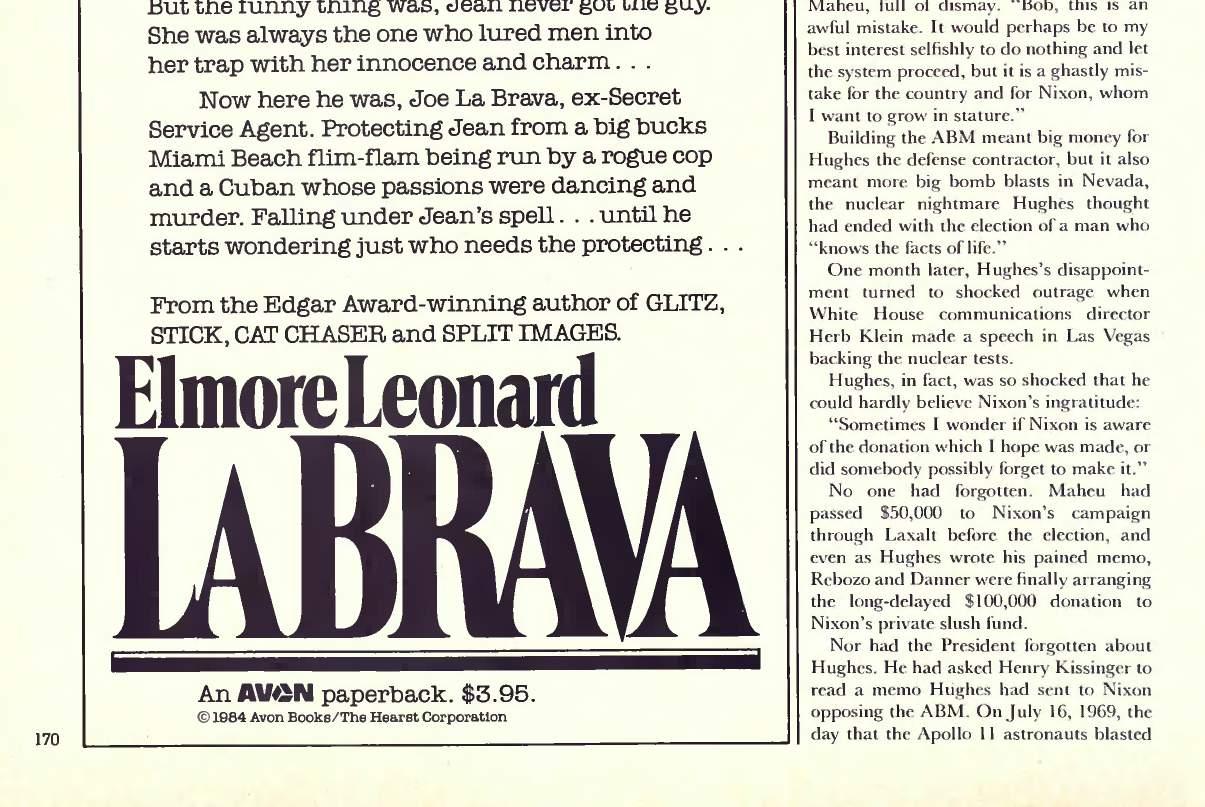 But the funny thing was, Jean never got the guy.
She was always the one who lured men into
her trap with her innocence and charm . . .
Now here he was, Joe La Brava, ex-Secret
Service Agent. Protecting Jean from a big bucks
Miami Beach flim-flam being run by a rogue cop
and a Cuban whose passions were dancing and
murder. Falling under Jean's spell . . . until he
starts wondering just who needs the protecting . . .
From the Edgar Award-winning author of GLITZ,
STICK, CAT CHASER and SPLIT IMAGES.
Elmore Leonard
LA BRAVA
An AVON paperback. $3.95.
© 1984 Avon Books/The Hearst Corporation
170
Maheu, full of dismay. "Bob, this is an
awful mistake. It would perhaps be to my
best interest selfishly to do nothing and let
the system proceed, but it is a ghastly mis-
take for the country and for Nixon, whom
I want to grow in stature."
Building the ABM meant big money for
Hughes the defense contractor, but it also
meant more big bomb blasts in Nevada,
the nuclear nightmare Hughes thought
had ended with the election of a man who
"knows the facts of life."
One month later, Hughes's disappoint-
ment turned to shocked outrage when
White House communications director
Herb Klein made a speech in Las Vegas
backing the nuclear tests.
Hughes, in fact, was so shocked that he
could hardly believe Nixon's ingratitude:
"Sometimes I wonder if Nixon is aware
of the donation which I hope was made, or
did somebody possibly forget to make it."
No one had forgotten. Maheu had
passed $50,000 to Nixon's campaign
through Laxalt before the election, and
even as Hughes wrote his pained memo,
Rebozo and Danner were finally arranging
the long-delayed $100,000 donation to
Nixon's private slush fund.
Nor had the President forgotten about
Hughes. He had asked Henry Kissinger to
read a memo Hughes had sent to Nixon
opposing the ABM. On July 16, 1969, the
day that the Apollo 11 astronauts blasted